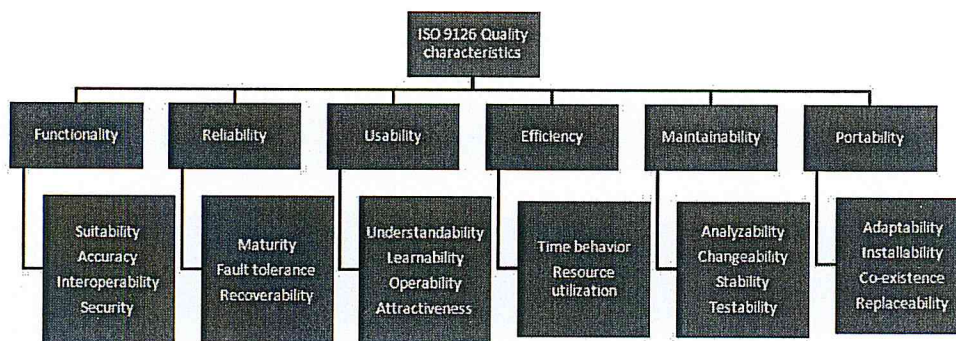 ISO 9126 Quality
characteristics
Functionality
Reliability
Usability
Efficiency
Maintainability
Portability
Suitability
Accuracy
Interoperability
Security
Maturity
Fault tolerance
Recoverability
Understandability
Learnability
Operability
Attractiveness
Time behavior
Resource
utilization
Analyzability
Changeability
Stability
Testability
Adaptability
Installability
Co-existence
Replaceability